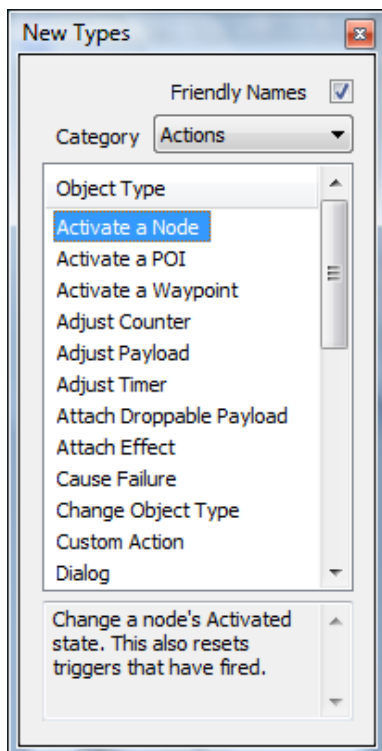 New Types
Friendly Names
Category Actions
Object Type
Activate a Node
Activate a POI
Activate a Waypoint
Adjust Counter
Adjust Payload
Adjust Timer
Attach Droppable Payload
Attach Effect
Cause Failure
Change Object Type
Custom Action
Dialog
Change a node's Activated
state. This also resets
triggers that have fired.